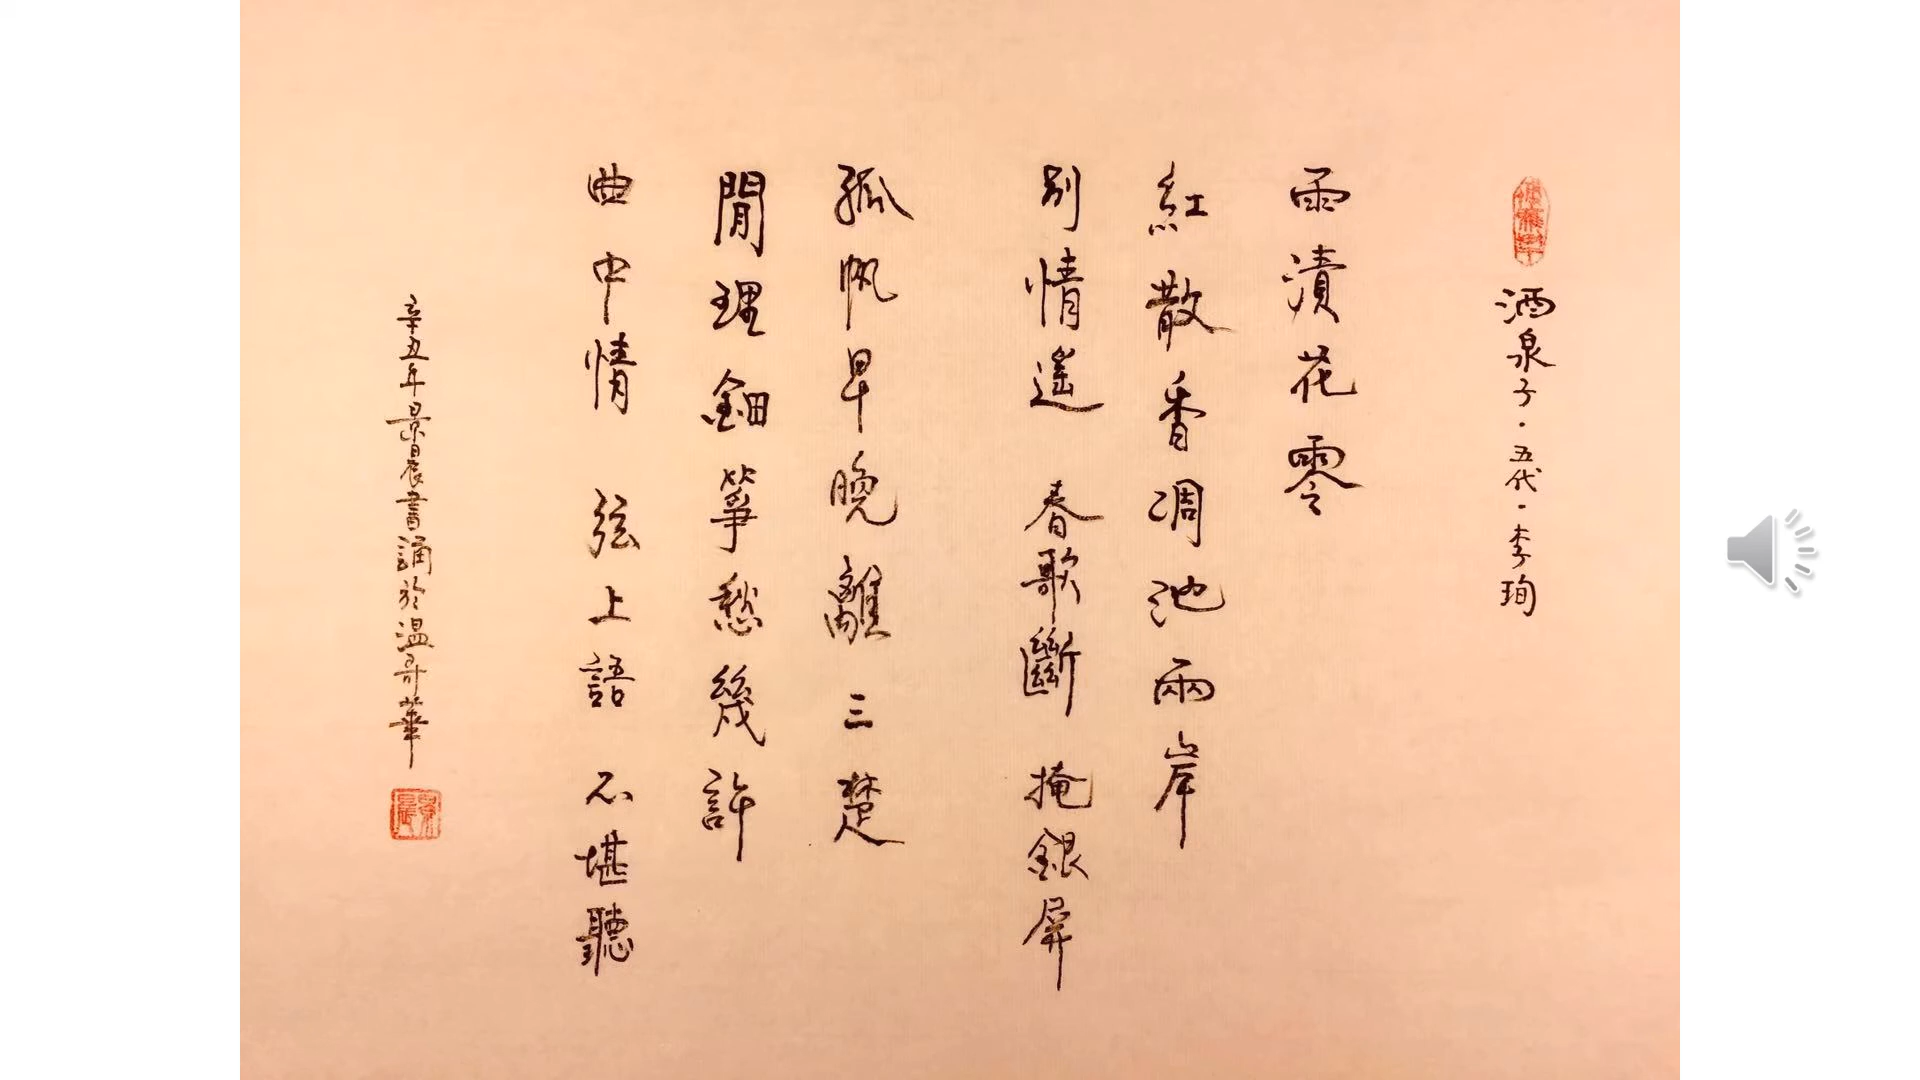 酒泉子·五代·李珣
雨漬花零
紅散香凋池兩岸
別情遙 春歌斷 掩銀屏
孤帆早晚離三楚
閒理鈿箏愁幾許
曲中情 弦上語 不堪聽
辛丑年景晨書誦於溫哥華